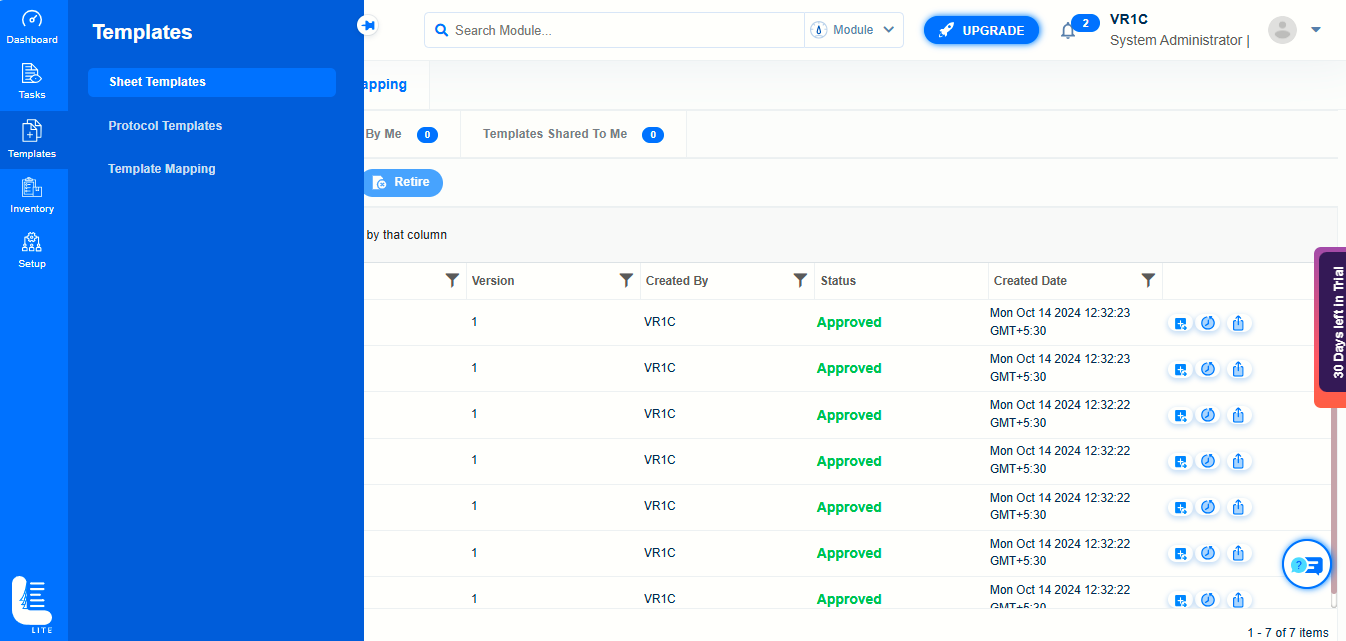 Dashboard
Tasks
Templates
Inventory
Setup
LITE
Templates
Sheet Templates
Protocol Templates
Template Mapping
Search Module...
Module
UPGRADE
2
VR1C
System Administrator |
apping
By Me 0
Templates Shared To Me 0
Retire
by that column
Version Created By Status Created Date
1 VR1C Approved Mon Oct 14 2024 12:32:23
GMT+5:30
1 VR1C Approved Mon Oct 14 2024 12:32:23
GMT+5:30
1 VR1C Approved Mon Oct 14 2024 12:32:22
GMT+5:30
1 VR1C Approved Mon Oct 14 2024 12:32:22
GMT+5:30
1 VR1C Approved Mon Oct 14 2024 12:32:22
GMT+5:30
1 VR1C Approved Mon Oct 14 2024 12:32:22
GMT+5:30
1 VR1C Approved Mon Oct 14 2024 12:32:22
GMT+5:30
1 - 7 of 7 items
30 Days left In Trial